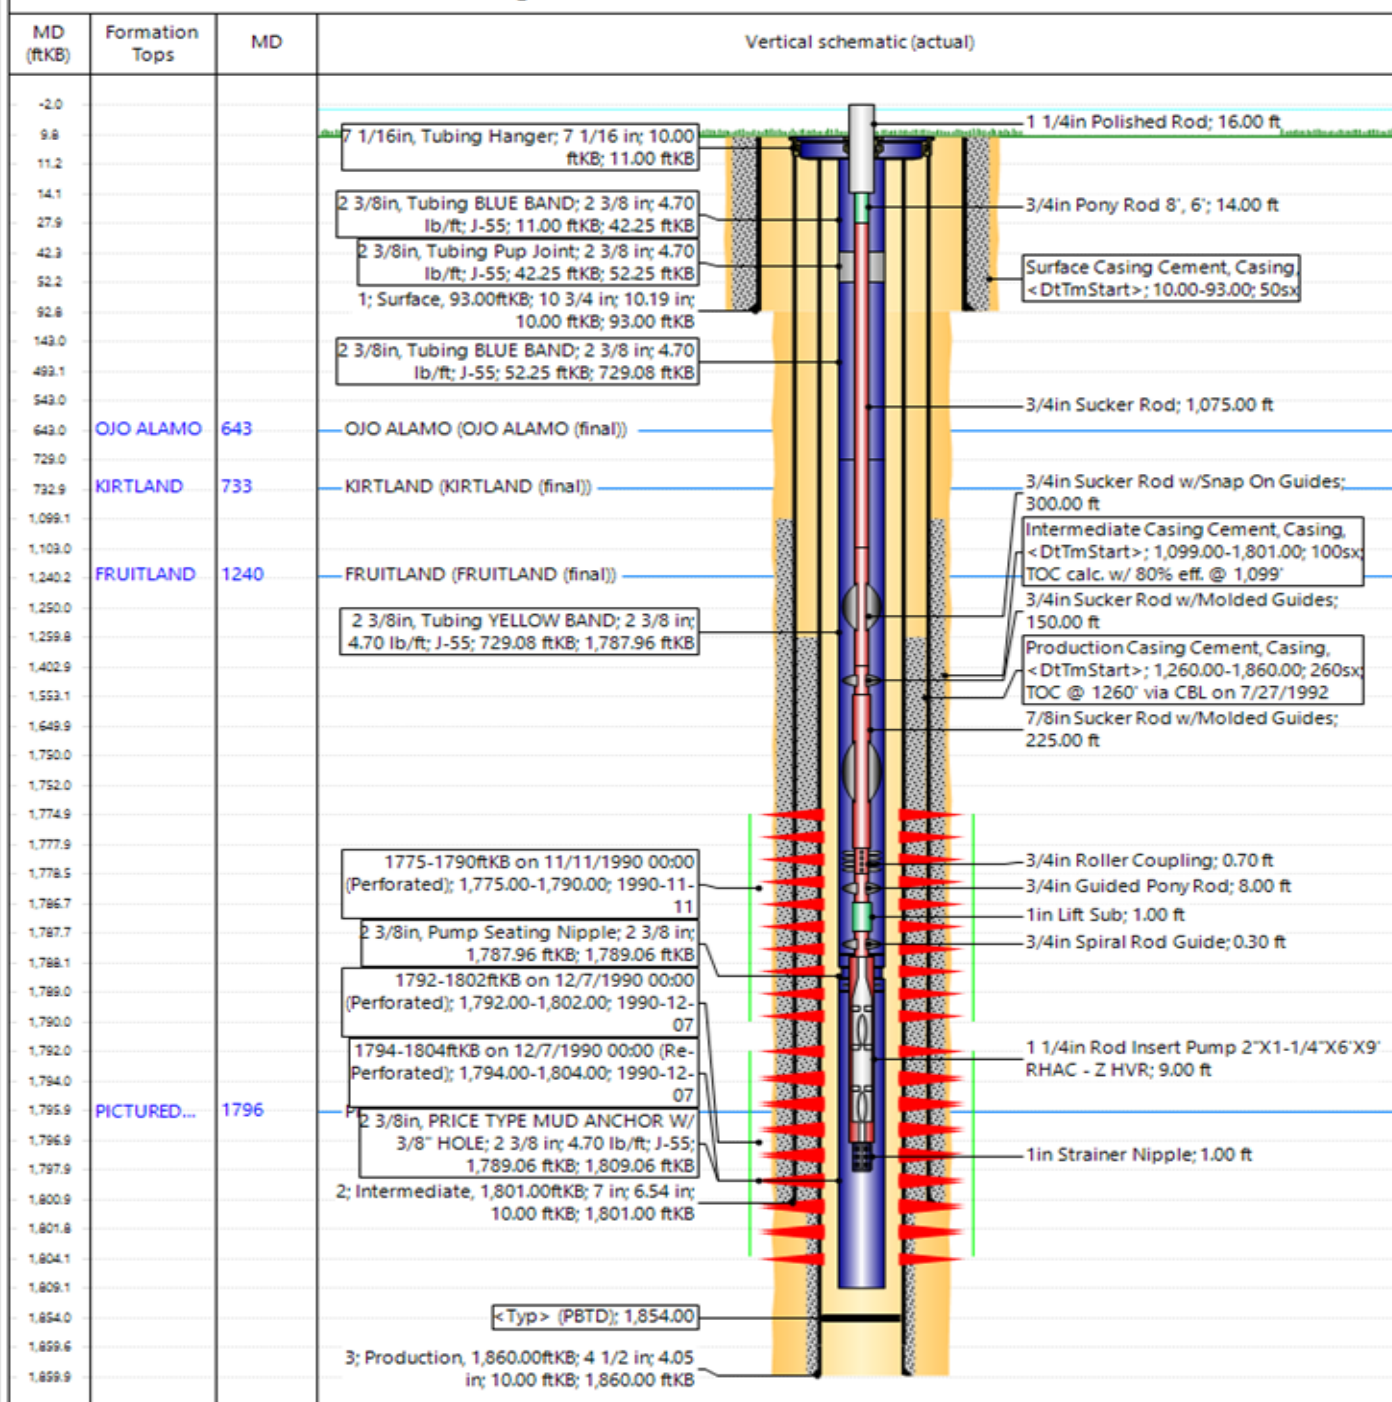 MD
(ftKB)
Formation
Tops
MD
Vertical schematic (actual)
-2.0
9.8
11.2
14.1
27.9
42.3
52.2
92.8
143.0
493.1
543.0
643.0
729.0
732.9
1,099.1
1,103.0
1,240.2
1,250.0
1,259.8
1,402.9
1,553.1
1,649.9
1,750.0
1,752.0
1,774.9
1,777.9
1,778.5
1,786.7
1,787.7
1,788.1
1,789.0
1,790.0
1,792.0
1,794.0
1,795.9
1,796.9
1,797.9
1,800.9
1,801.8
1,804.1
1,809.1
1,854.0
1,859.6
1,859.9
OJO ALAMO 643
KIRTLAND 733
FRUITLAND 1240
PICTURED... 1796
7 1/16in, Tubing Hanger; 7 1/16 in; 10.00
ftKB; 11.00 ftKB
2 3/8in, Tubing BLUE BAND; 2 3/8 in; 4.70
lb/ft; J-55; 11.00 ftKB; 42.25 ftKB
2 3/8in, Tubing Pup Joint; 2 3/8 in; 4.70
lb/ft; J-55; 42.25 ftKB; 52.25 ftKB
1; Surface, 93.00ftKB; 10 3/4 in; 10.19 in;
10.00 ftKB; 93.00 ftKB
2 3/8in, Tubing BLUE BAND; 2 3/8 in; 4.70
lb/ft; J-55; 52.25 ftKB; 729.08 ftKB
OJO ALAMO (OJO ALAMO (final))
KIRTLAND (KIRTLAND (final))
FRUITLAND (FRUITLAND (final))
2 3/8in, Tubing YELLOW BAND; 2 3/8 in;
4.70 lb/ft; J-55; 729.08 ftKB; 1,787.96 ftKB
1775-1790ftKB on 11/11/1990 00:00
(Perforated); 1,775.00-1,790.00; 1990-11-
11
2 3/8in, Pump Seating Nipple; 2 3/8 in;
1,787.96 ftKB; 1,789.06 ftKB
1792-1802ftKB on 12/7/1990 00:00
(Perforated); 1,792.00-1,802.00; 1990-12-
07
1794-1804ftKB on 12/7/1990 00:00 (Re-
Perforated); 1,794.00-1,804.00; 1990-12-
07
2 3/8in, PRICE TYPE MUD ANCHOR W/
3/8" HOLE; 2 3/8 in; 4.70 lb/ft; J-55;
1,789.06 ftKB; 1,809.06 ftKB
2; Intermediate, 1,801.00ftKB; 7 in; 6.54 in;
10.00 ftKB; 1,801.00 ftKB
<Typ> (PBTD); 1,854.00
3; Production, 1,860.00ftKB; 4 1/2 in; 4.05
in; 10.00 ftKB; 1,860.00 ftKB
1 1/4in Polished Rod; 16.00 ft
3/4in Pony Rod 8', 6'; 14.00 ft
Surface Casing Cement, Casing,
<DtTmStart>; 10.00-93.00; 50sx
3/4in Sucker Rod; 1,075.00 ft
3/4in Sucker Rod w/Snap On Guides;
300.00 ft
Intermediate Casing Cement, Casing,
<DtTmStart>; 1,099.00-1,801.00; 100sx;
TOC calc. w/ 80% eff. @ 1,099'
3/4in Sucker Rod w/Molded Guides;
150.00 ft
Production Casing Cement, Casing,
<DtTmStart>; 1,260.00-1,860.00; 260sx;
TOC @ 1260' via CBL on 7/27/1992
7/8in Sucker Rod w/Molded Guides;
225.00 ft
3/4in Roller Coupling; 0.70 ft
3/4in Guided Pony Rod; 8.00 ft
1in Lift Sub; 1.00 ft
3/4in Spiral Rod Guide; 0.30 ft
1 1/4in Rod Insert Pump 2"X1-1/4"X6'X9'
RHAC - Z HVR; 9.00 ft
1in Strainer Nipple; 1.00 ft